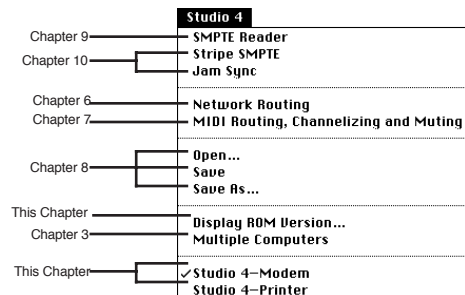 Studio 4
Chapter 9 SMPTE Reader
Chapter 10 Stripe SMPTE
Jam Sync
Chapter 6 Network Routing
Chapter 7 MIDI Routing, Channelizing and Muting
Open...
Chapter 8 Save
Save As...
This Chapter Display ROM Version...
Chapter 3 Multiple Computers
This Chapter ✓Studio 4–Modem
Studio 4–Printer